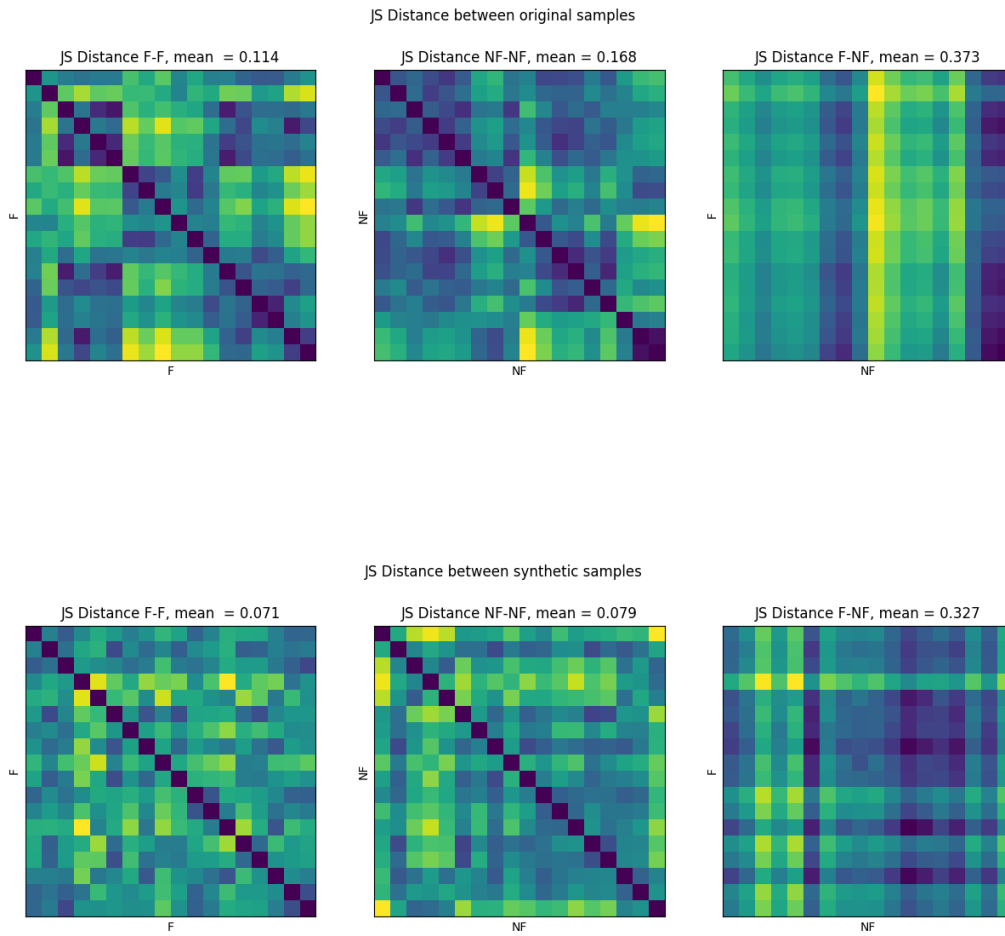 JS Distance between original samples
JS Distance F-F, mean  = 0.114
JS Distance NF-NF, mean = 0.168
JS Distance F-NF, mean = 0.373
F
NF
F
F
NF
NF
JS Distance between synthetic samples
JS Distance F-F, mean  = 0.071
JS Distance NF-NF, mean = 0.079
JS Distance F-NF, mean = 0.327
F
NF
F
F
NF
NF